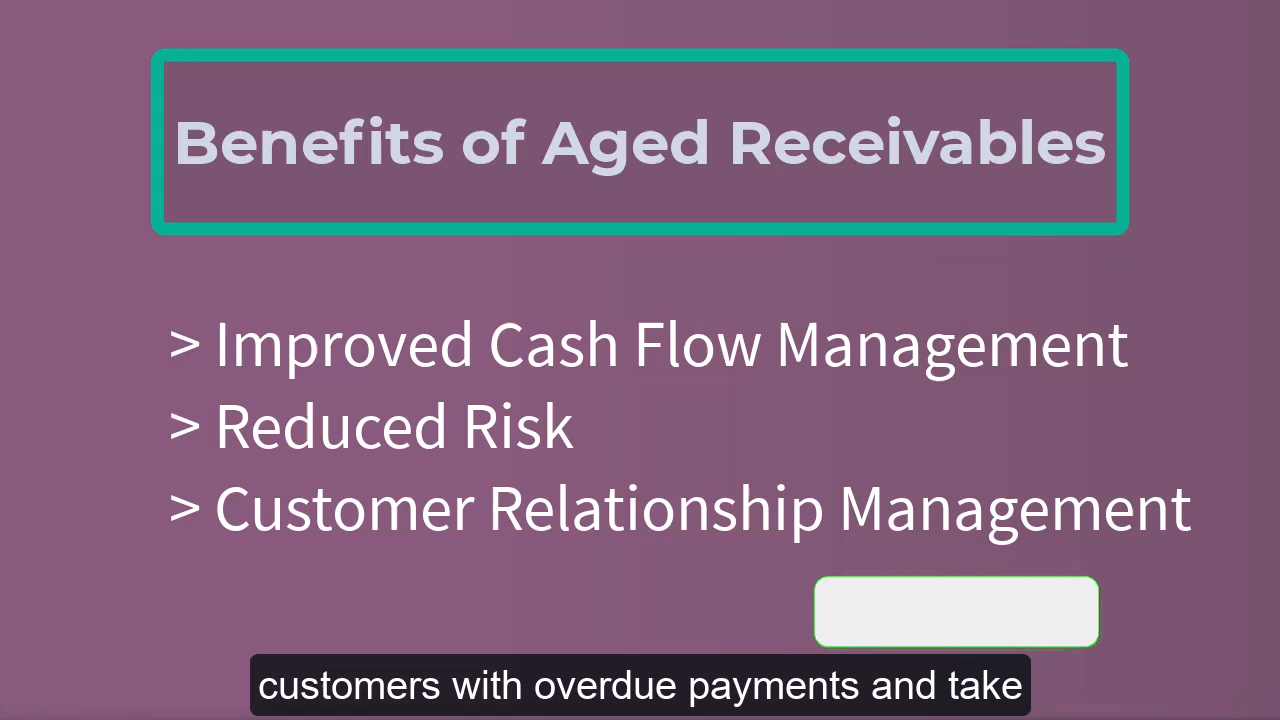 Benefits of Aged Receivables
> Improved Cash Flow Management
> Reduced Risk
> Customer Relationship Management
customers with overdue payments and take